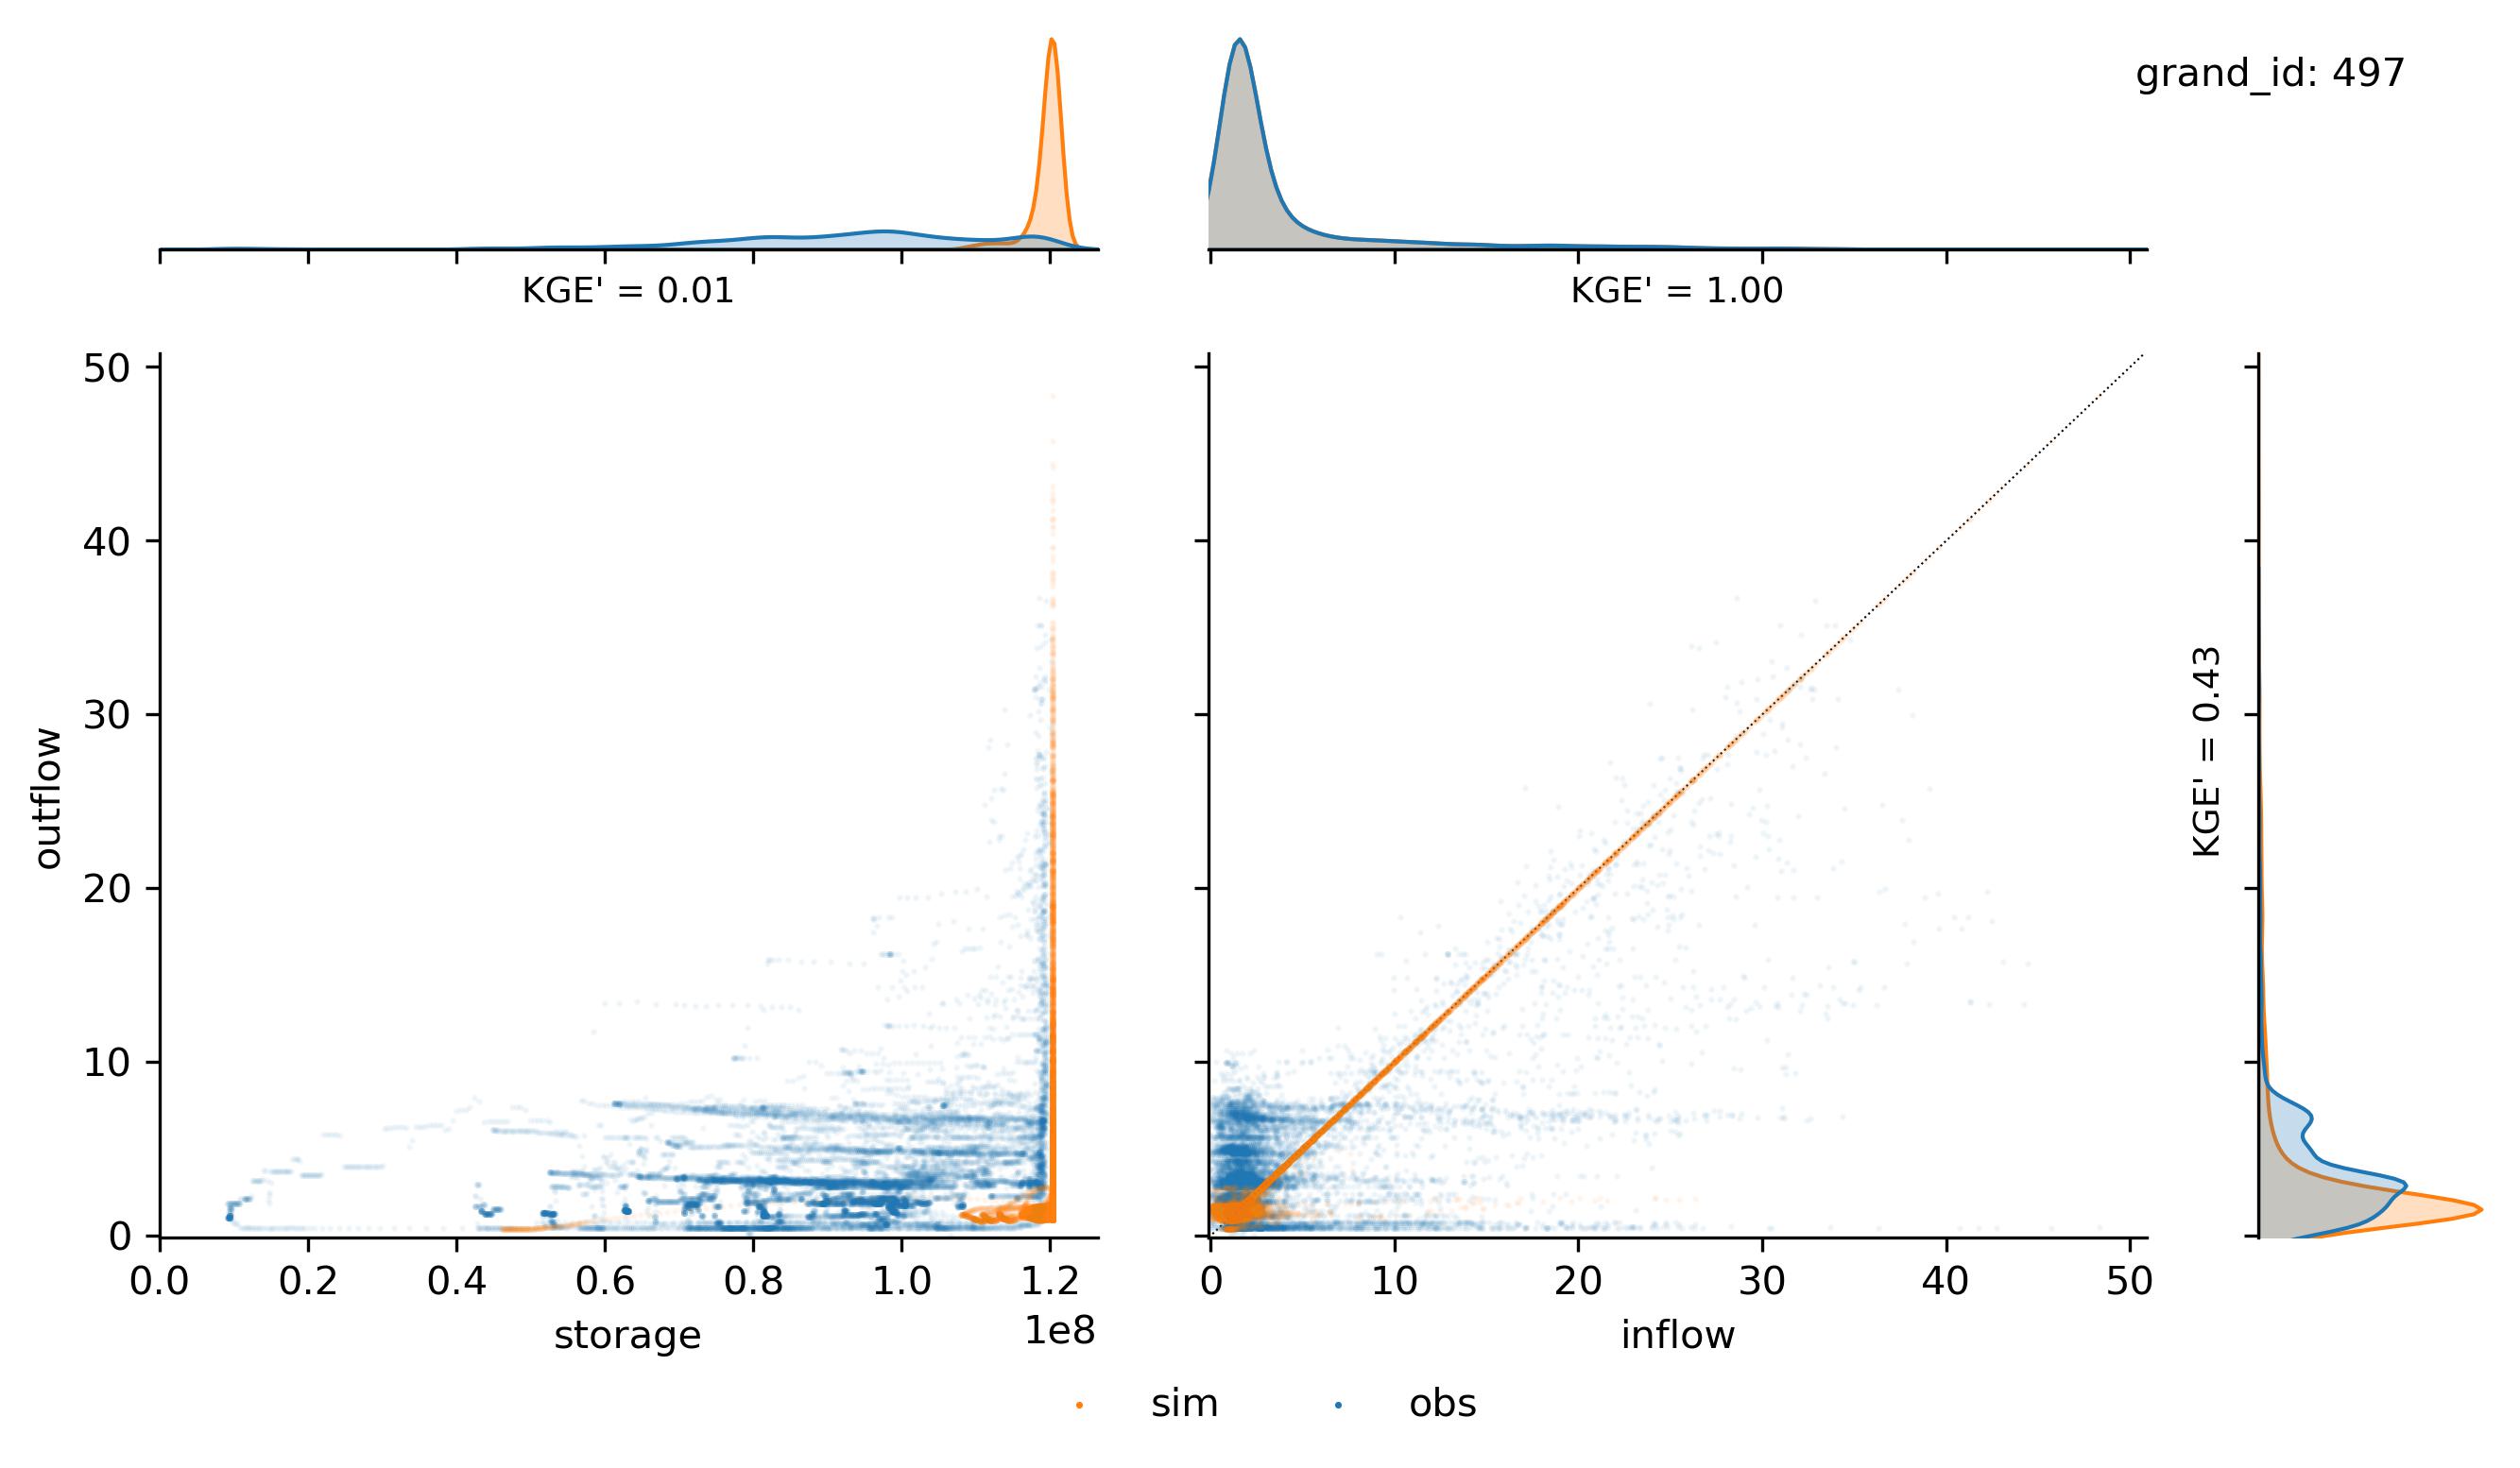 grand_id: 497
KGE' = 0.01
KGE' = 1.00
50
40
30
20
10
0
outflow
KGE' = 0.43
0.0 0.2 0.4 0.6 0.8 1.0 1.2
1e8
storage
0 10 20 30 40 50
inflow
sim obs